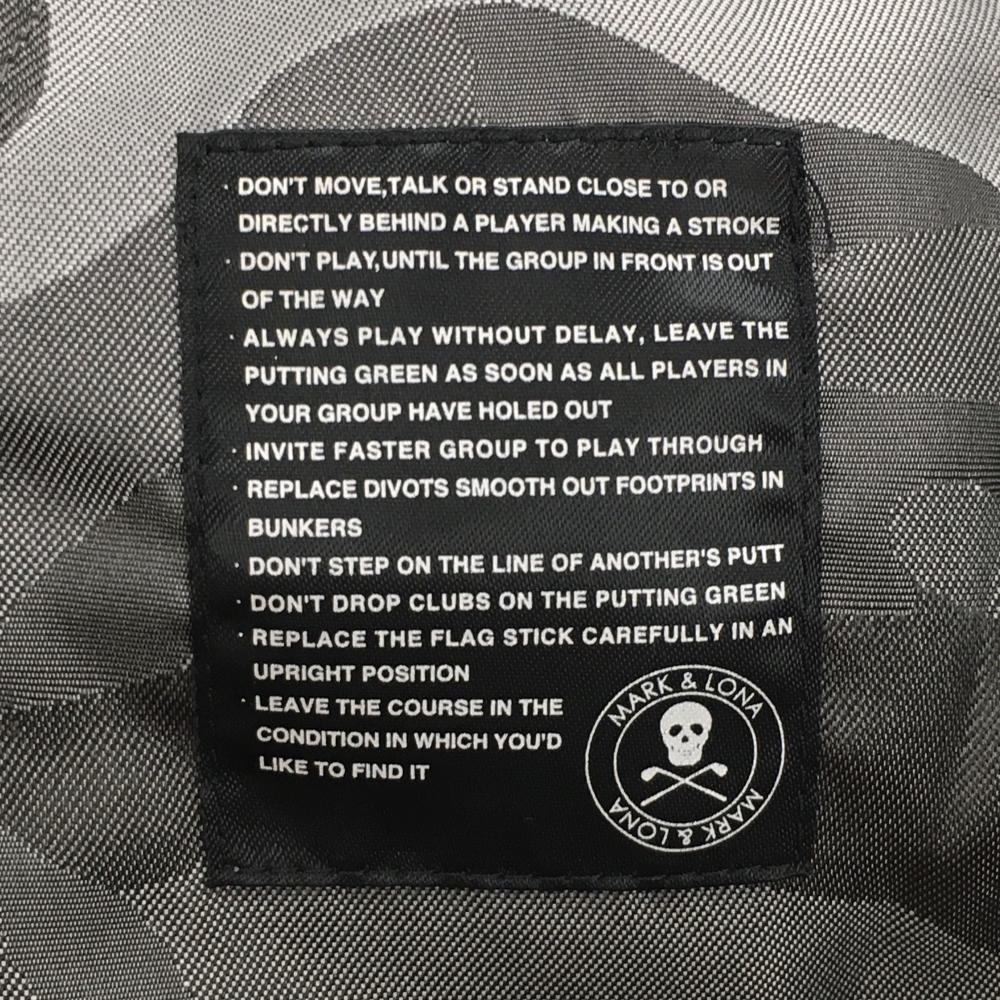 · DON'T MOVE,TALK OR STAND CLOSE TO OR
DIRECTLY BEHIND A PLAYER MAKING A STROKE
· DON'T PLAY,UNTIL THE GROUP IN FRONT IS OUT
OF THE WAY
· ALWAYS PLAY WITHOUT DELAY, LEAVE THE
PUTTING GREEN AS SOON AS ALL PLAYERS IN
YOUR GROUP HAVE HOLED OUT
· INVITE FASTER GROUP TO PLAY THROUGH
· REPLACE DIVOTS SMOOTH OUT FOOTPRINTS IN
BUNKERS
· DON'T STEP ON THE LINE OF ANOTHER'S PUTT
· DON'T DROP CLUBS ON THE PUTTING GREEN
· REPLACE THE FLAG STICK CAREFULLY IN AN
UPRIGHT POSITION
· LEAVE THE COURSE IN THE
CONDITION IN WHICH YOU'D
LIKE TO FIND IT
MARK & LONA
MARK & LONA